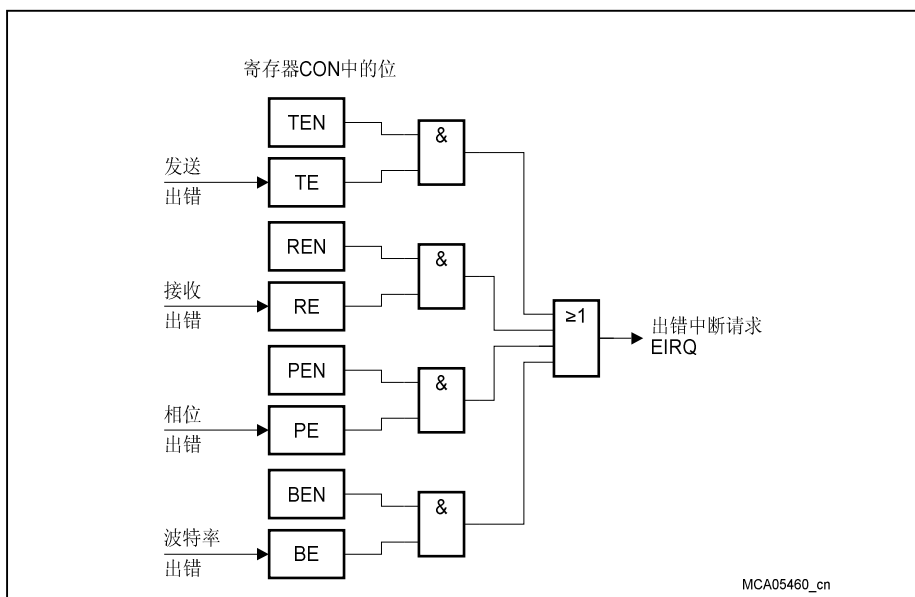 寄存器CON中的位
TEN
&
发送
出错
TE
REN
&
接收
出错
RE
≥1
出错中断请求
EIRQ
PEN
&
相位
出错
PE
BEN
&
波特率
出错
BE
MCA05460_cn